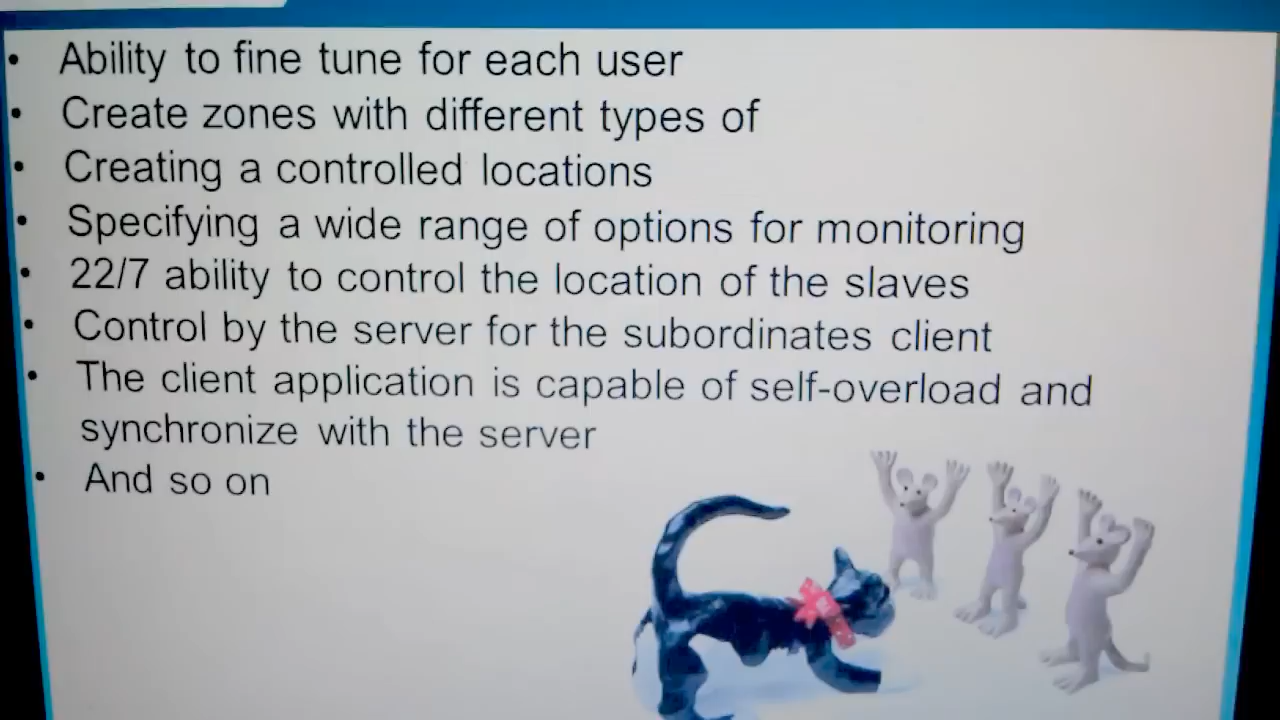 • Ability to fine tune for each user
• Create zones with different types of
• Creating a controlled locations
• Specifying a wide range of options for monitoring
• 22/7 ability to control the location of the slaves
• Control by the server for the subordinates client
• The client application is capable of self-overload and
synchronize with the server
• And so on